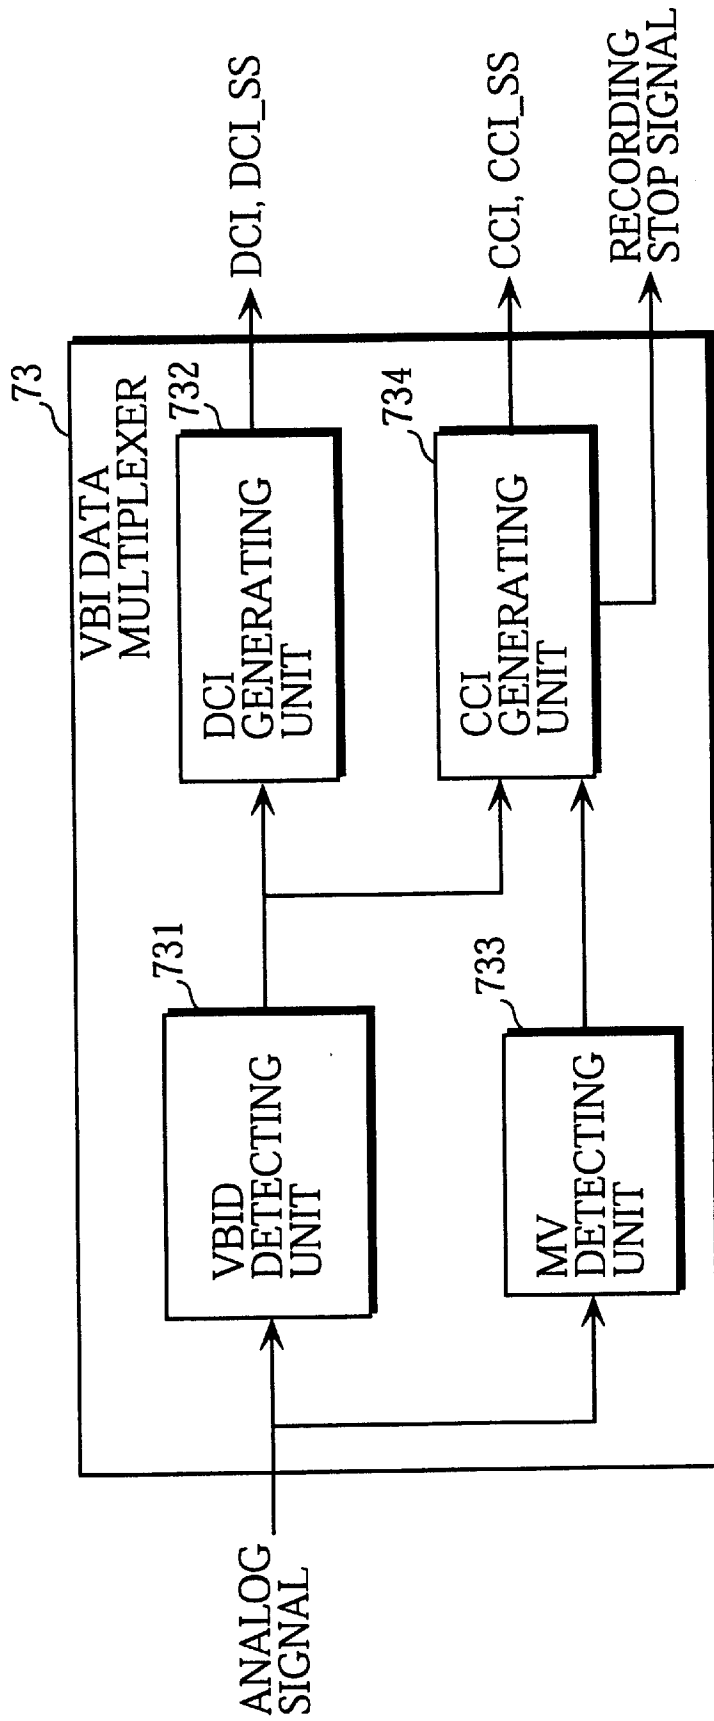 73
VBI DATA
MULTIPLEXER
ANALOG
SIGNAL
731
VBID
DETECTING
UNIT
732
DCI
GENERATING
UNIT
DCI, DCI_SS
733
MV
DETECTING
UNIT
734
CCI
GENERATING
UNIT
CCI, CCI_SS
RECORDING
STOP SIGNAL